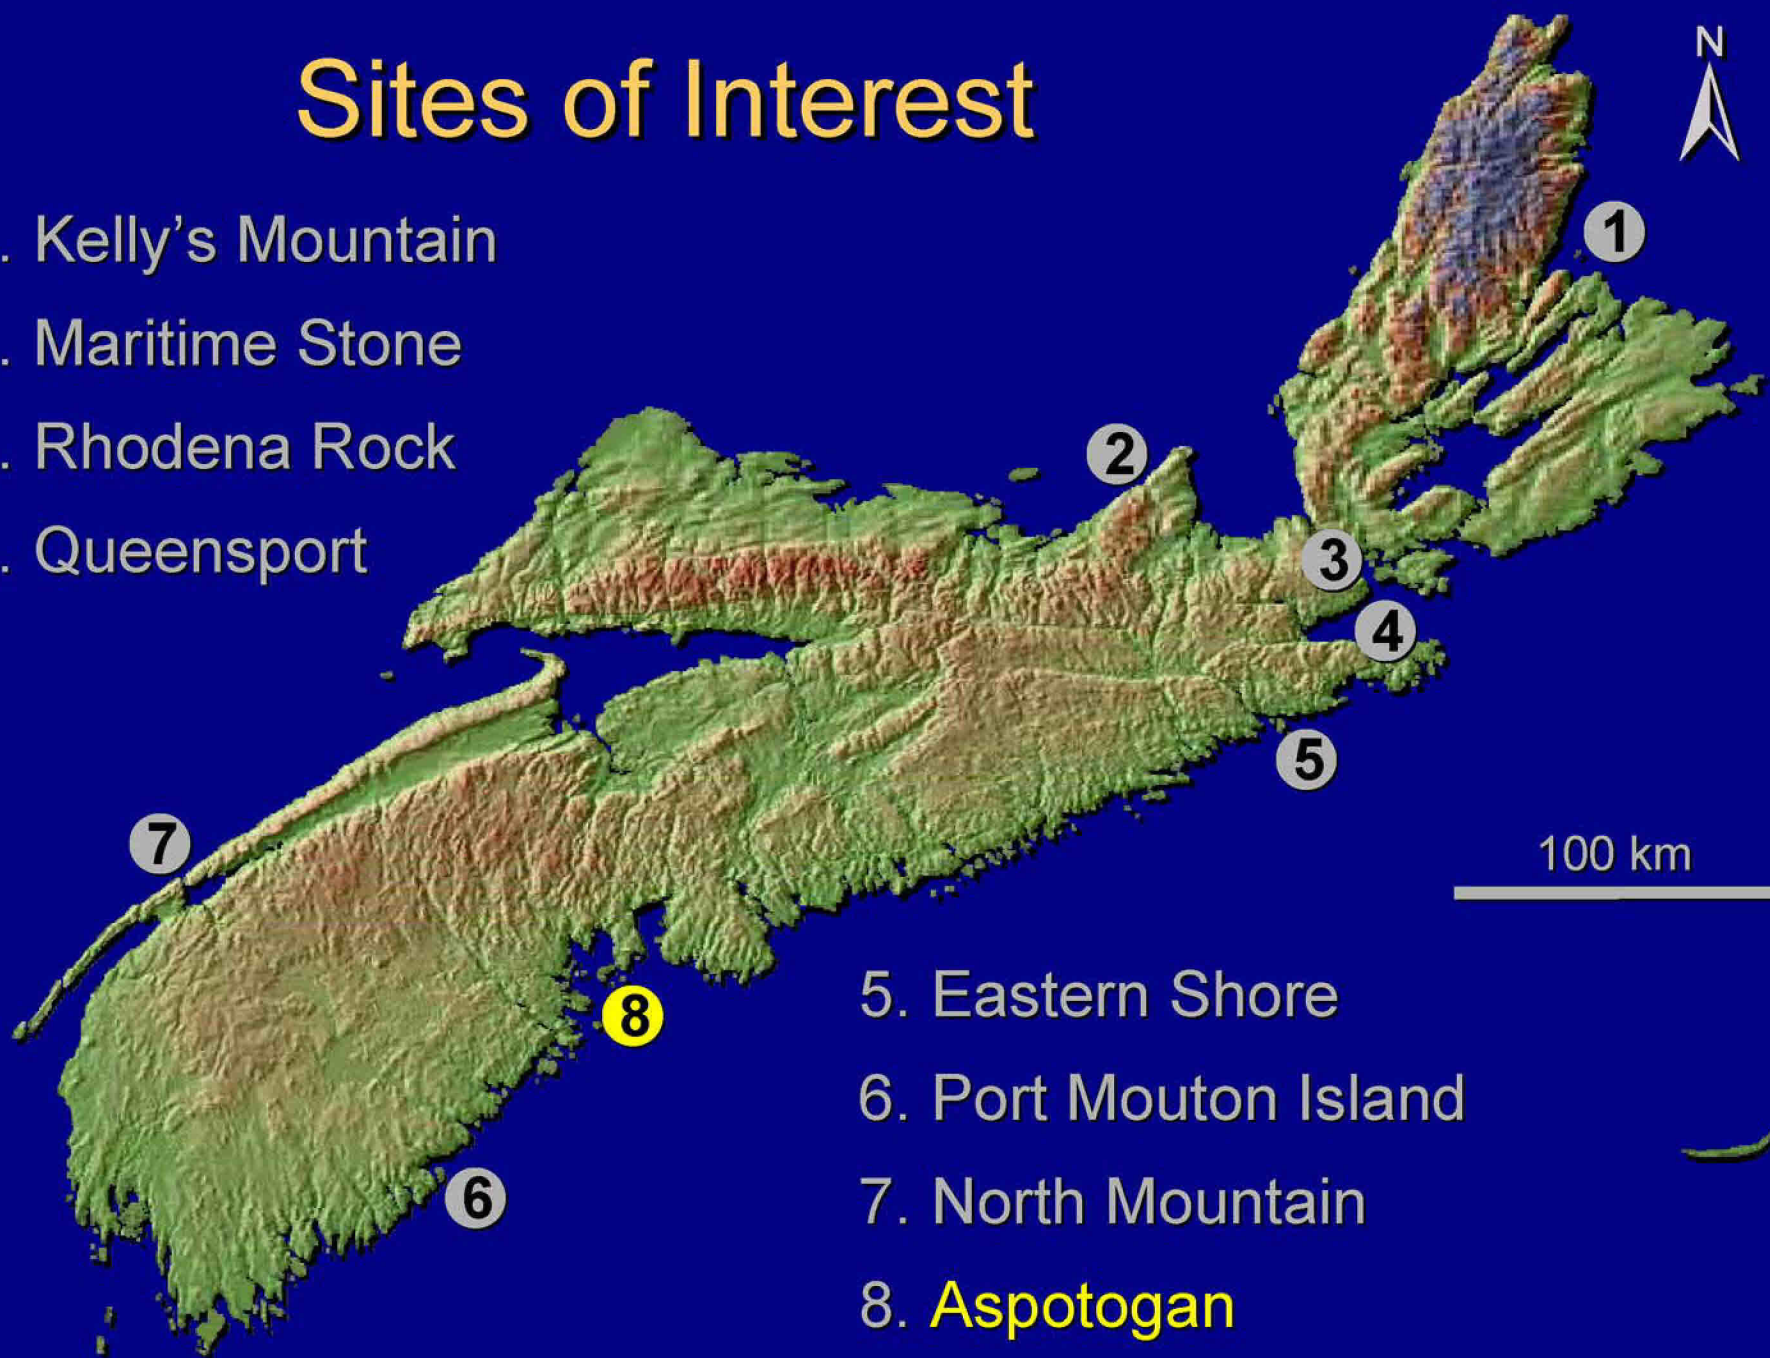 Sites of Interest
N
. Kelly's Mountain
. Maritime Stone
. Rhodena Rock
. Queensport
1
2
3
4
5
7
100 km
8
6
5. Eastern Shore
6. Port Mouton Island
7. North Mountain
8. Aspotogan